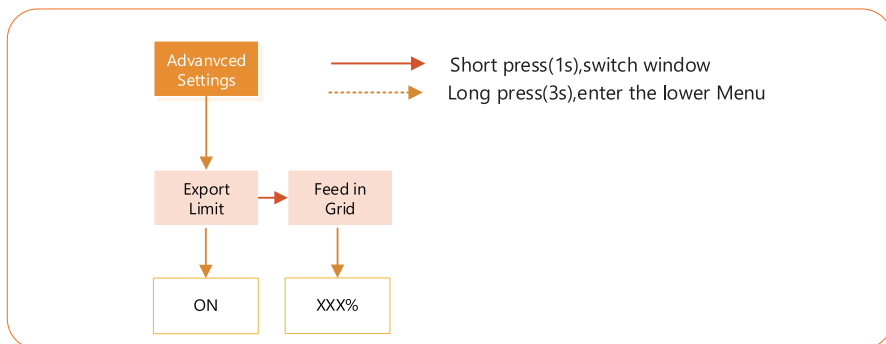 Advanvced
Settings
Short press(1s),switch window
Long press(3s),enter the lower Menu
Export
Limit
Feed in
Grid
ON
XXX%